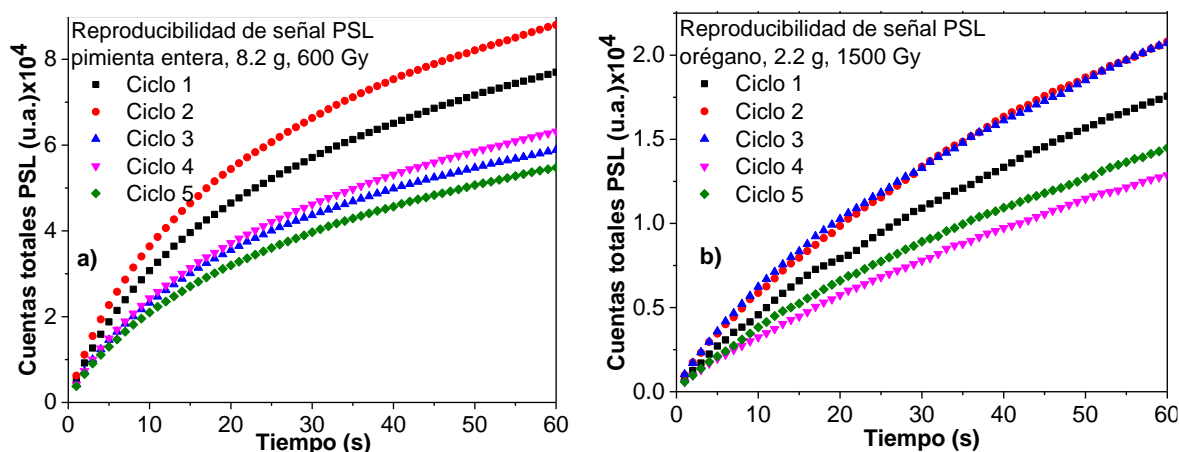 Reproducibilidad de señal PSL
pimienta entera, 8.2 g, 600 Gy
Ciclo 1
Ciclo 2
Ciclo 3
Ciclo 4
Ciclo 5
a)
Cuentas totales PSL (u.a.)x10⁴
8
6
4
2
0
0 10 20 30 40 50 60
Tiempo (s)
Reproducibilidad de señal PSL
orégano, 2.2 g, 1500 Gy
Ciclo 1
Ciclo 2
Ciclo 3
Ciclo 4
Ciclo 5
b)
Cuentas totales PSL (u.a.)x10⁴
2.0
1.5
1.0
0.5
0.0
0 10 20 30 40 50 60
Tiempo (s)